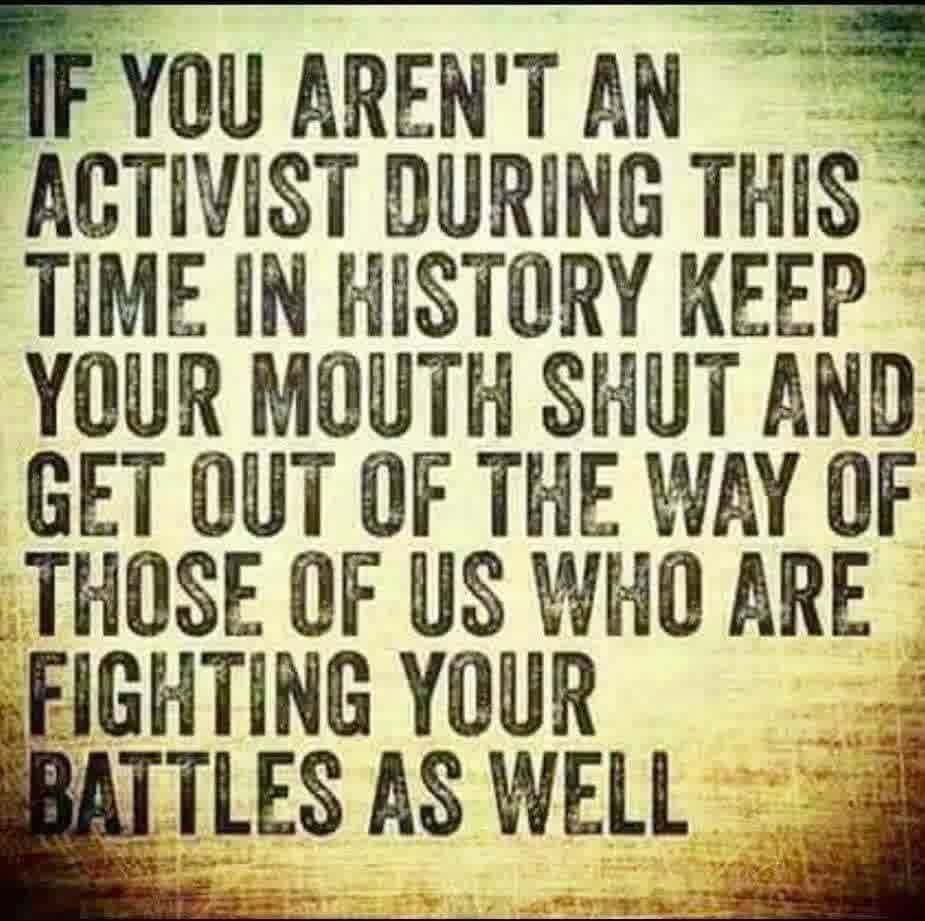 IF YOU AREN'T AN
ACTIVIST DURING THIS
TIME IN HISTORY KEEP
YOUR MOUTH SHUT AND
GET OUT OF THE WAY OF
THOSE OF US WHO ARE
FIGHTING YOUR
BATTLES AS WELL